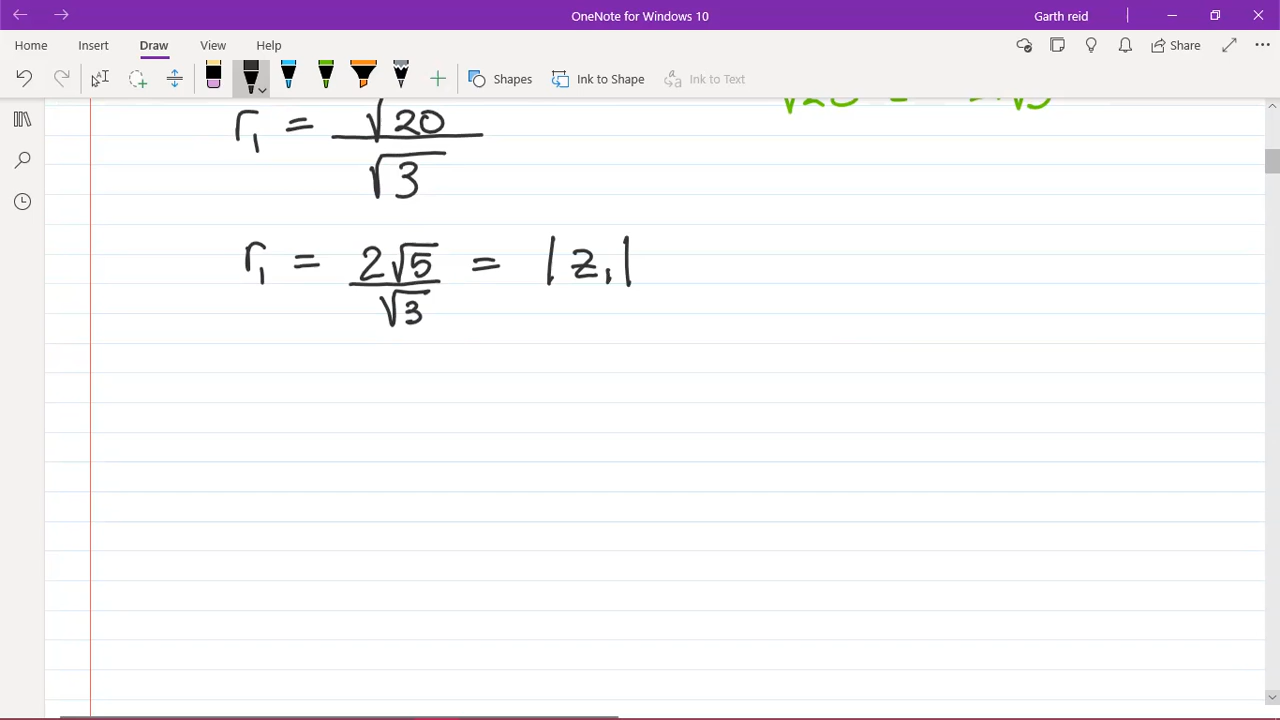 OneNote for Windows 10
Garth reid
Home Insert Draw View Help
Share
Shapes
Ink to Shape
Ink to Text
r₁ = √20 / √3
r₁ = 2√5 / √3 = |z₁|